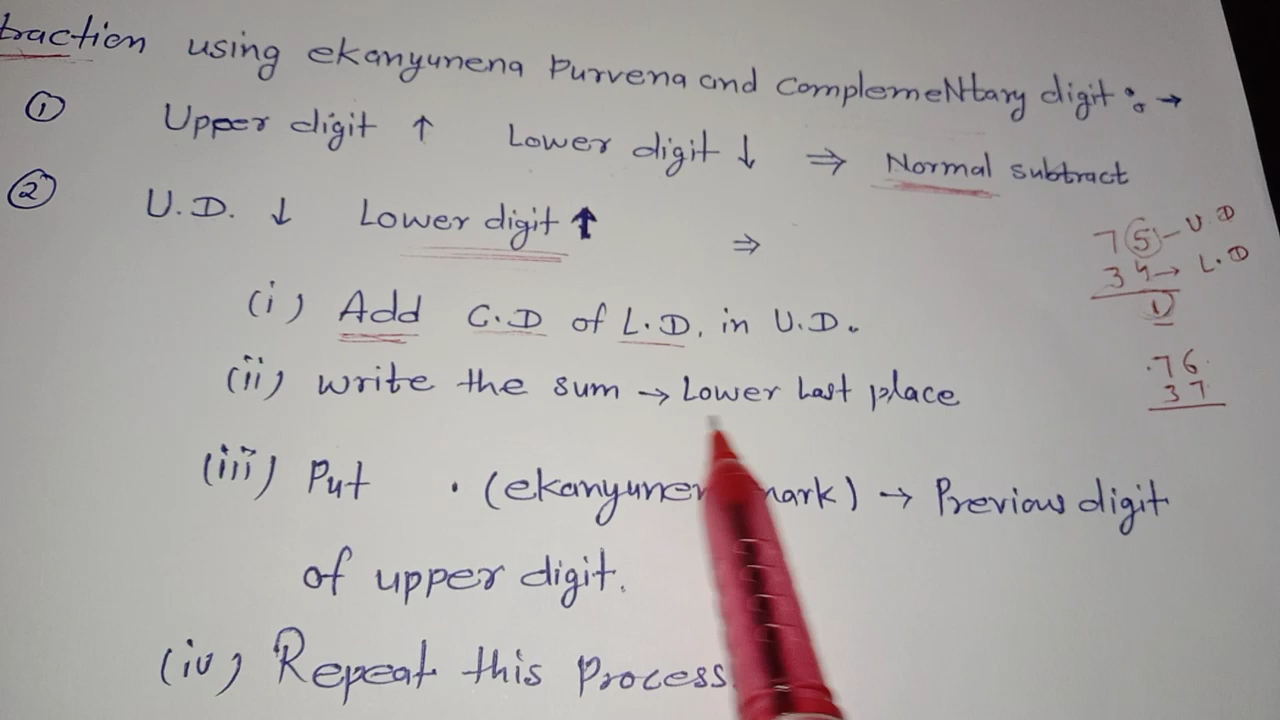 traction using ekanyunena Purvena and complemeNtary digit :→
① Upper digit ↑ Lower digit ↓ ⇒ Normal subtract
② U.D. ↓ Lower digit ↑ ⇒
75 - U.D
34 → L.D
1
(i) Add C.D of L.D. in U.D.
(ii) write the sum → Lower Last place
.76
37
(iii) Put . (ekanyunen mark) → Previous digit
of upper digit.
(iv) Repeat this Process.